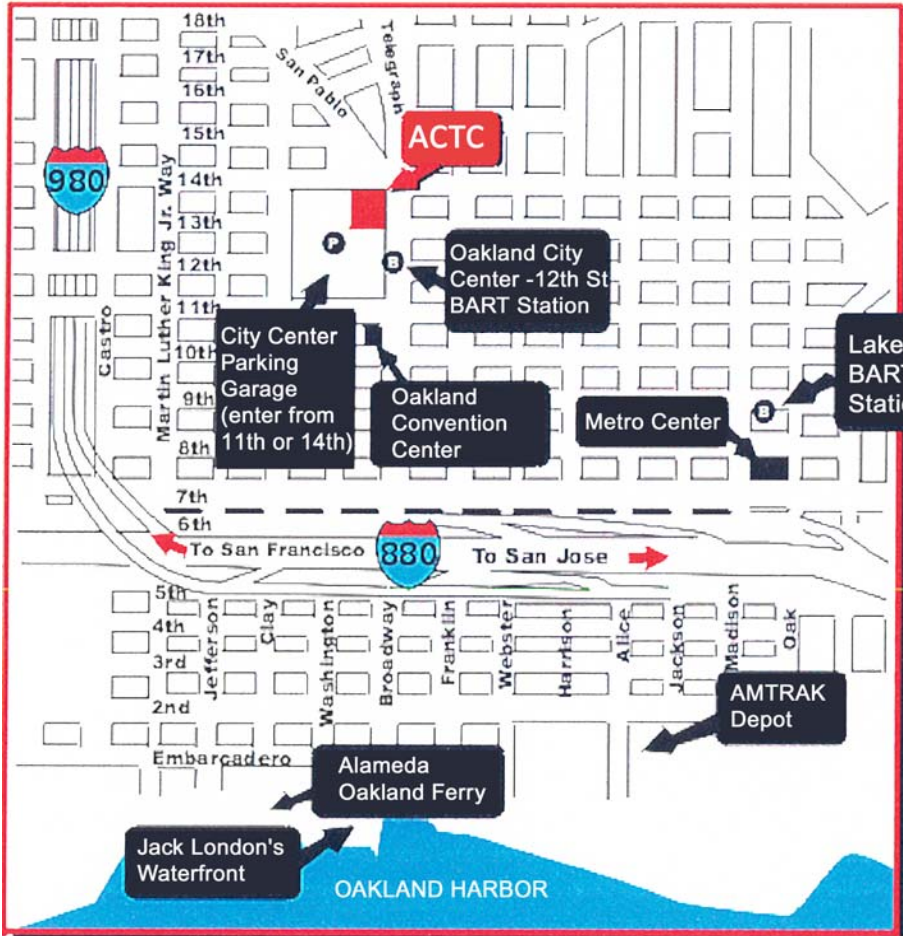 18th
17th
16th
15th
14th
13th
12th
11th
10th
9th
8th
7th
6th
5th
4th
3rd
2nd
Embarcadero
San Pablo
Telegraph
ACTC
980
Martin Luther King Jr. Way
Castro
P
B
Oakland City
Center -12th St
BART Station
City Center
Parking
Garage
(enter from
11th or 14th)
Oakland
Convention
Center
Metro Center
B
Lake
BART
To San Francisco
880
To San Jose
Jefferson
Clay
Washington
Broadway
Franklin
Webster
Harrison
Alice
Jackson
Madison
Oak
AMTRAK
Depot
Alameda
Oakland Ferry
Jack London's
Waterfront
OAKLAND HARBOR